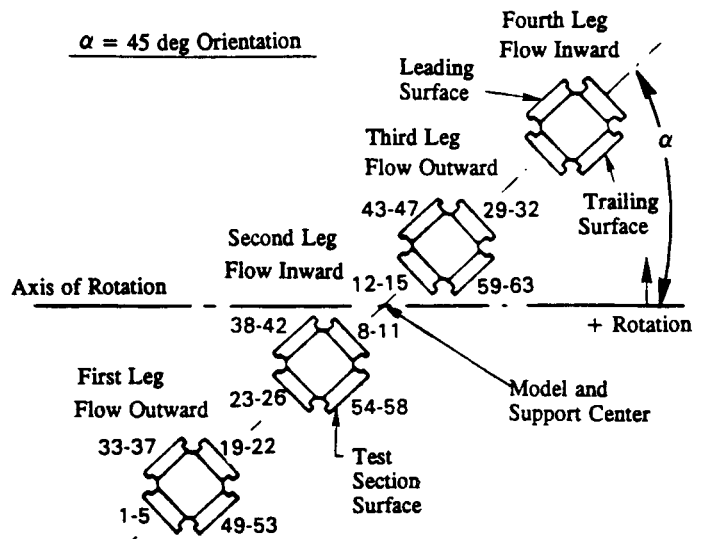 α = 45 deg Orientation
Fourth Leg
Flow Inward
Leading
Surface
α
Third Leg
Flow Outward
Trailing
Surface
43-47
29-32
Second Leg
Flow Inward
12-15
59-63
Axis of Rotation
+ Rotation
38-42
8-11
First Leg
Flow Outward
23-26
54-58
Model and
Support Center
33-37
19-22
Test
Section
Surface
1-5
49-53